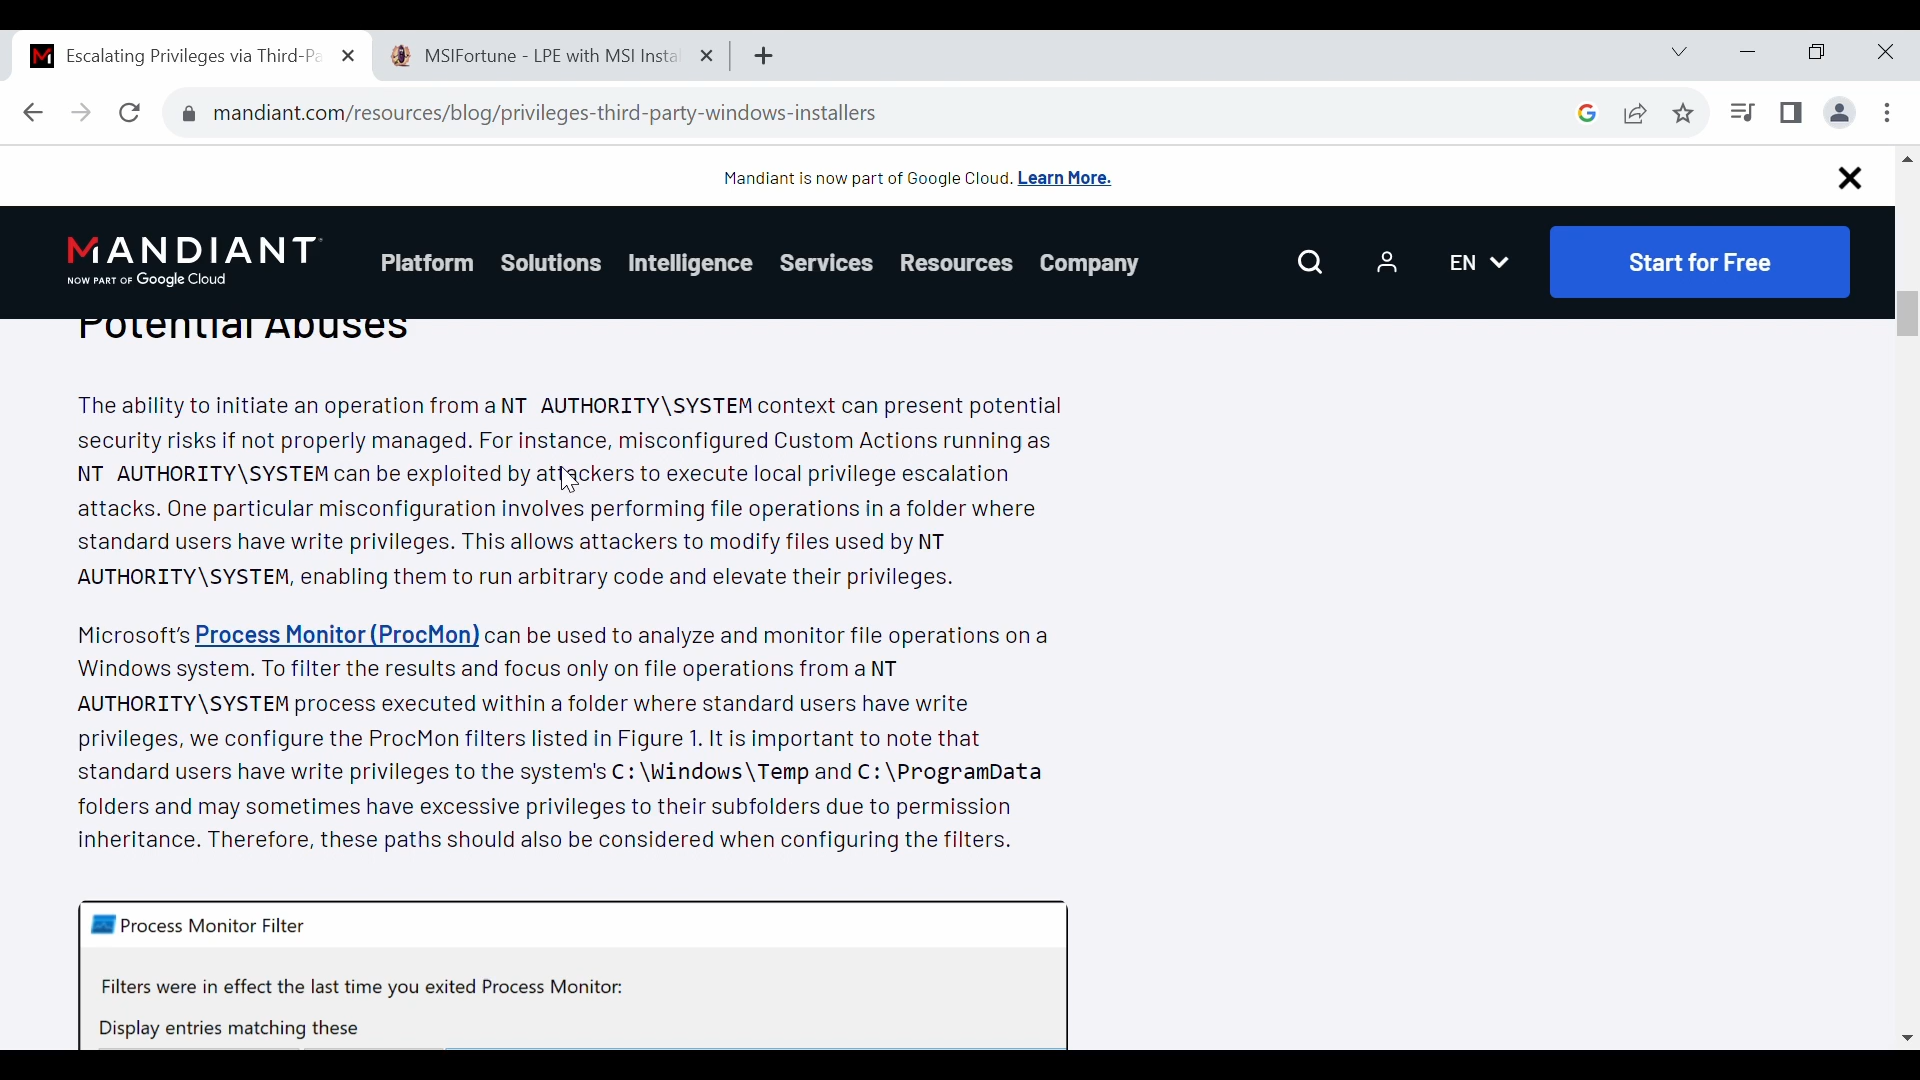 Escalating Privileges via Third-Pa
MSIFortune - LPE with MSI Instal
mandiant.com/resources/blog/privileges-third-party-windows-installers
Mandiant is now part of Google Cloud. Learn More.
MANDIANT
NOW PART OF Google Cloud
Platform Solutions Intelligence Services Resources Company
EN
Start for Free
Potential Abuses
The ability to initiate an operation from a NT AUTHORITY\SYSTEM context can present potential
security risks if not properly managed. For instance, misconfigured Custom Actions running as
NT AUTHORITY\SYSTEM can be exploited by attackers to execute local privilege escalation
attacks. One particular misconfiguration involves performing file operations in a folder where
standard users have write privileges. This allows attackers to modify files used by NT
AUTHORITY\SYSTEM, enabling them to run arbitrary code and elevate their privileges.
Microsoft's Process Monitor (ProcMon) can be used to analyze and monitor file operations on a
Windows system. To filter the results and focus only on file operations from a NT
AUTHORITY\SYSTEM process executed within a folder where standard users have write
privileges, we configure the ProcMon filters listed in Figure 1. It is important to note that
standard users have write privileges to the system's C:\Windows\Temp and C:\ProgramData
folders and may sometimes have excessive privileges to their subfolders due to permission
inheritance. Therefore, these paths should also be considered when configuring the filters.
Process Monitor Filter
Filters were in effect the last time you exited Process Monitor:
Display entries matching these